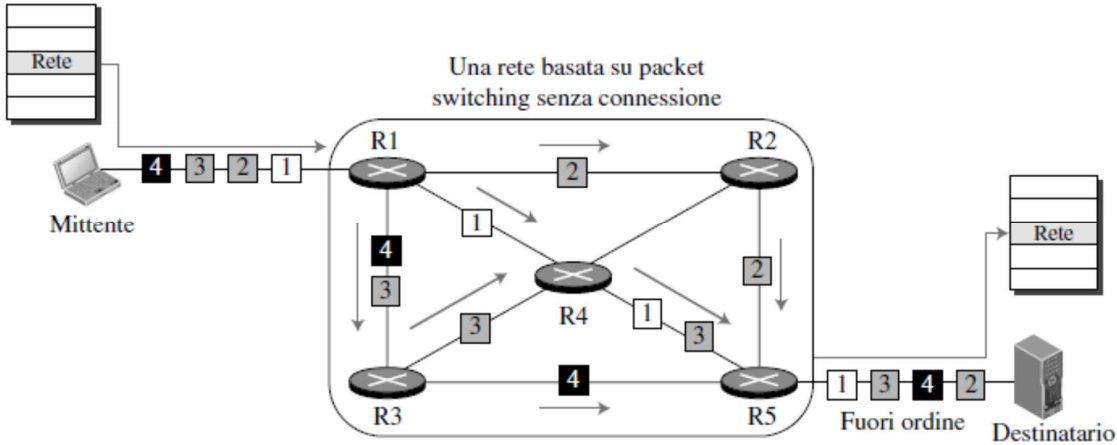 Rete
Una rete basata su packet
switching senza connessione
R1
R2
4 3 2 1
2
Mittente
1
4
3
2
Rete
R4
3
1
3
4
R3
R5
1 3 4 2
Fuori ordine
Destinatario